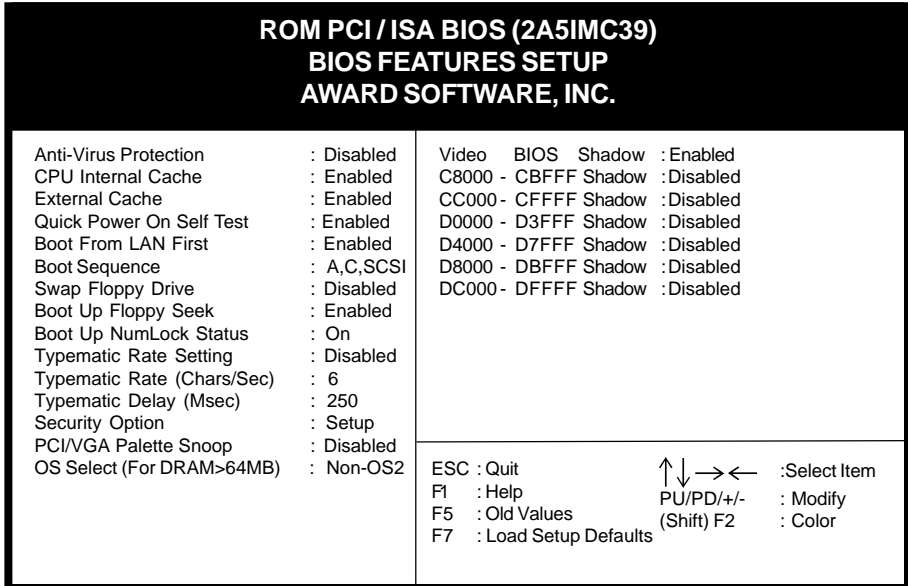 ROM PCI / ISA BIOS (2A5IMC39)
BIOS FEATURES SETUP
AWARD SOFTWARE, INC.
Anti-Virus Protection : Disabled
CPU Internal Cache : Enabled
External Cache : Enabled
Quick Power On Self Test : Enabled
Boot From LAN First : Enabled
Boot Sequence : A,C,SCSI
Swap Floppy Drive : Disabled
Boot Up Floppy Seek : Enabled
Boot Up NumLock Status : On
Typematic Rate Setting : Disabled
Typematic Rate (Chars/Sec) : 6
Typematic Delay (Msec) : 250
Security Option : Setup
PCI/VGA Palette Snoop : Disabled
OS Select (For DRAM>64MB) : Non-OS2
Video BIOS Shadow : Enabled
C8000 - CBFFF Shadow : Disabled
CC000 - CFFFF Shadow : Disabled
D0000 - D3FFF Shadow : Disabled
D4000 - D7FFF Shadow : Disabled
D8000 - DBFFF Shadow : Disabled
DC000 - DFFFF Shadow : Disabled
ESC : Quit ↑↓→← :Select Item
F1 : Help PU/PD/+/- : Modify
F5 : Old Values (Shift) F2 : Color
F7 : Load Setup Defaults